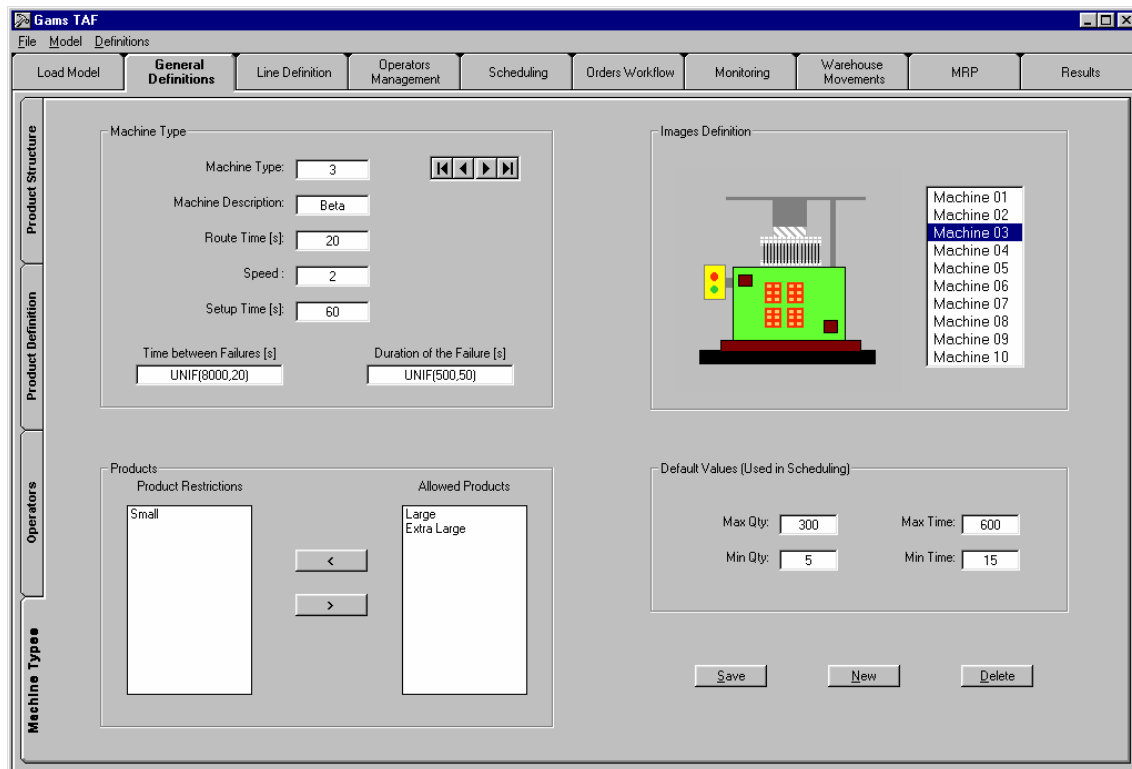 Gams TAF
File Model Definitions
Load Model
General Definitions
Line Definition
Operators Management
Scheduling
Orders Workflow
Monitoring
Warehouse Movements
MRP
Results
Product Structure
Product Definition
Operators
Machine Types
Machine Type
Machine Type: 3
Machine Description: Beta
Route Time [s]: 20
Speed : 2
Setup Time [s]: 60
Time between Failures [s]
UNIF(8000,20)
Duration of the Failure [s]
UNIF(500,50)
Images Definition
Machine 01
Machine 02
Machine 03
Machine 04
Machine 05
Machine 06
Machine 07
Machine 08
Machine 09
Machine 10
Products
Product Restrictions
Small
<
>
Allowed Products
Large
Extra Large
Default Values (Used in Scheduling)
Max Qty: 300 Max Time: 600
Min Qty: 5 Min Time: 15
Save New Delete